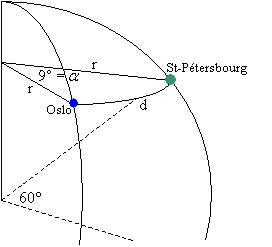 St-Pétersbourg
r
9° = α
r
Oslo
d
60°